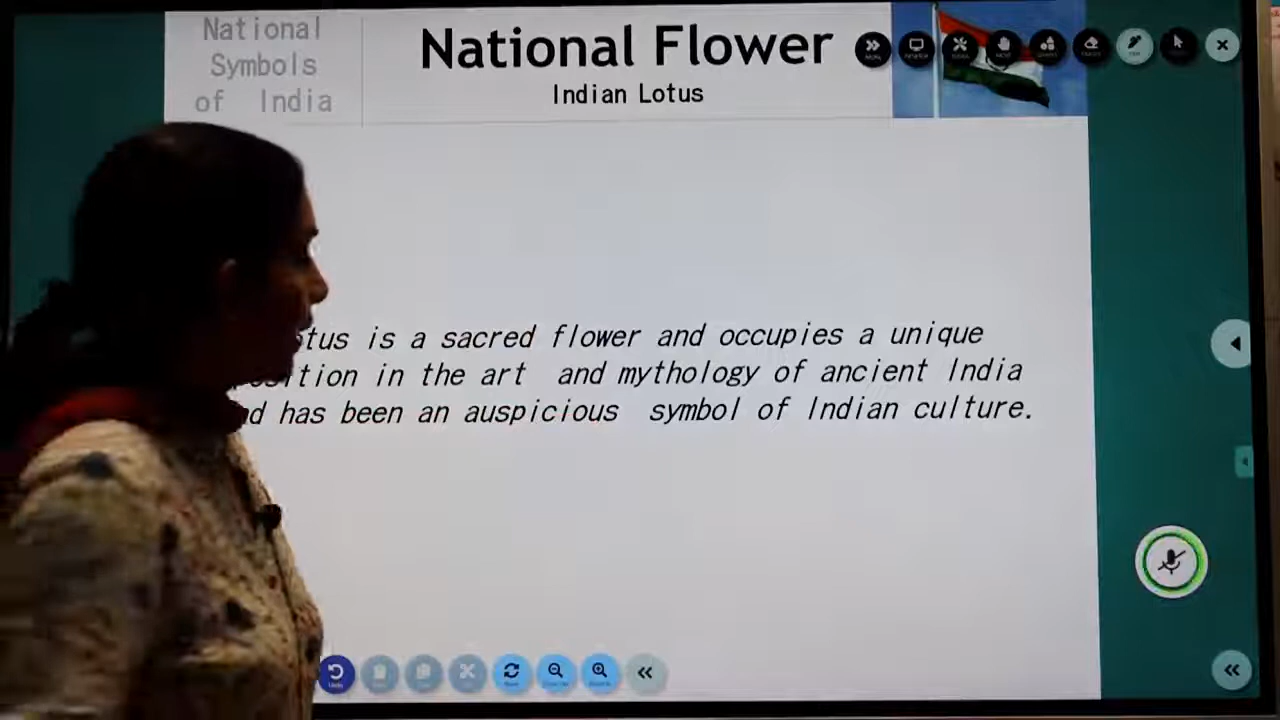 National
Symbols
of India
National Flower
Indian Lotus
is a sacred flower and occupies a unique
in the art and mythology of ancient India
has been an auspicious symbol of Indian culture.
Undo